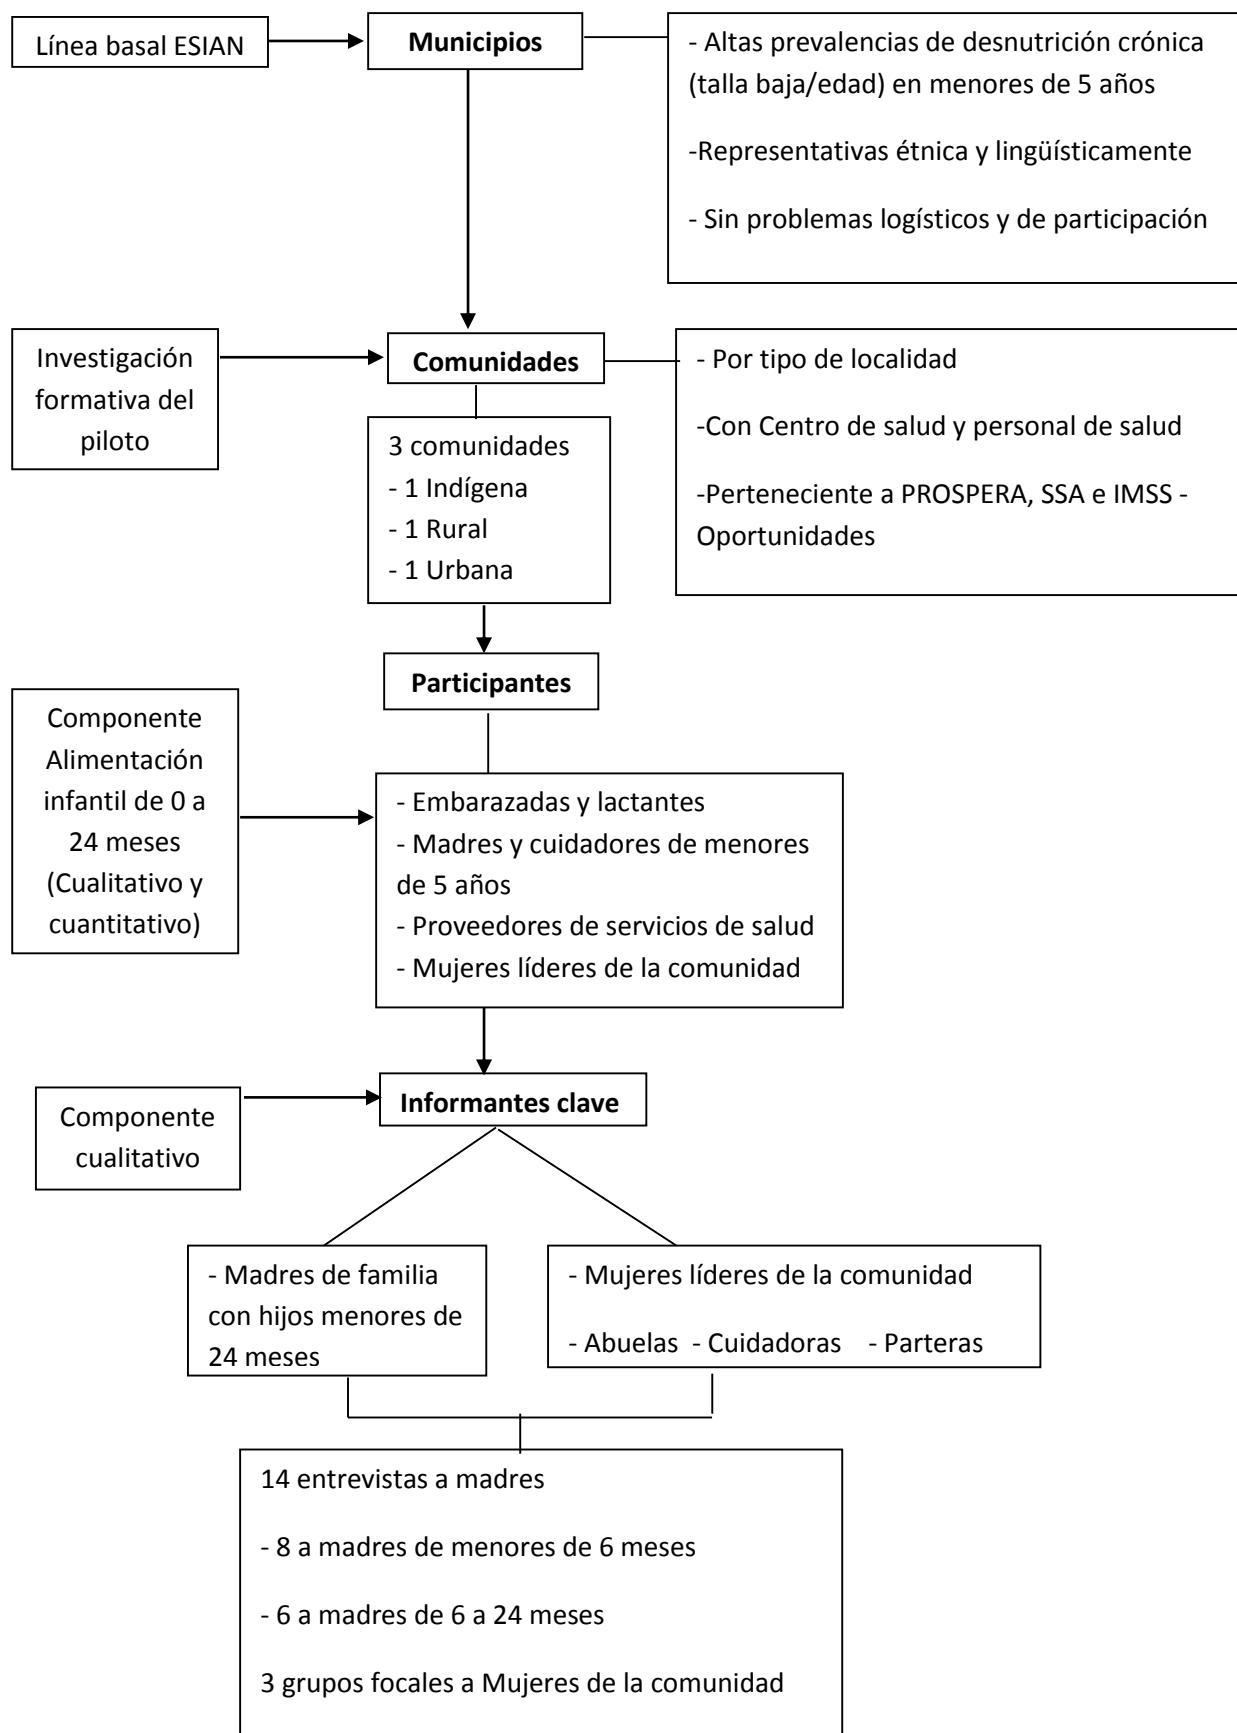 Línea basal ESIAN
Municipios
- Altas prevalencias de desnutrición crónica
(talla baja/edad) en menores de 5 años
-Representativas étnica y lingüísticamente
- Sin problemas logísticos y de participación
Investigación
formativa del
piloto
Comunidades
- Por tipo de localidad
-Con Centro de salud y personal de salud
-Perteneciente a PROSPERA, SSA e IMSS -
Oportunidades
3 comunidades
- 1 Indígena
- 1 Rural
- 1 Urbana
Participantes
Componente
Alimentación
infantil de 0 a
24 meses
(Cualitativo y
cuantitativo)
- Embarazadas y lactantes
- Madres y cuidadores de menores
de 5 años
- Proveedores de servicios de salud
- Mujeres líderes de la comunidad
Componente
cualitativo
Informantes clave
- Madres de familia
con hijos menores de
24 meses
- Mujeres líderes de la comunidad
- Abuelas - Cuidadoras - Parteras
14 entrevistas a madres
- 8 a madres de menores de 6 meses
- 6 a madres de 6 a 24 meses
3 grupos focales a Mujeres de la comunidad